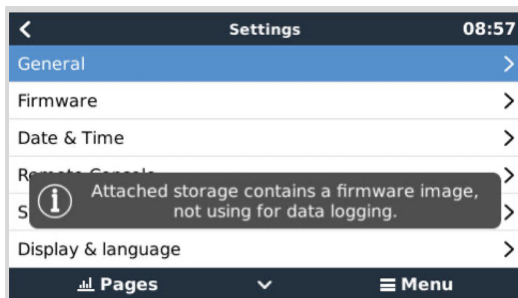 Settings
08:57
General
Firmware
Date & Time
Attached storage contains a firmware image,
not using for data logging.
Display & language
Pages
Menu